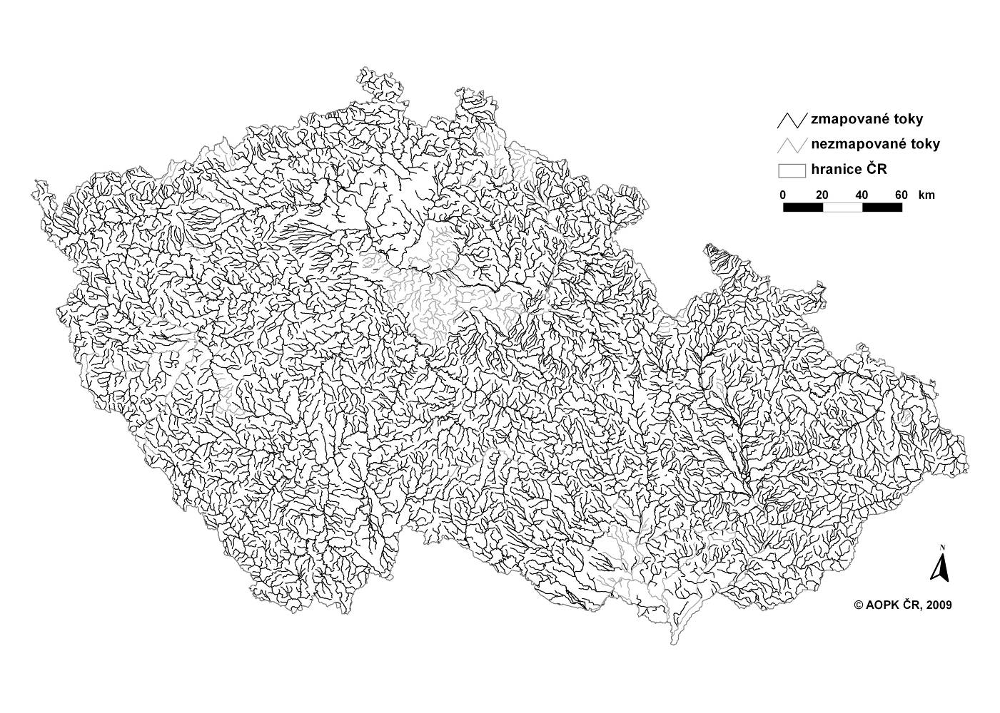 zmapované toky
nezmapované toky
hranice ČR
0 20 40 60 km
N
© AOPK ČR, 2009